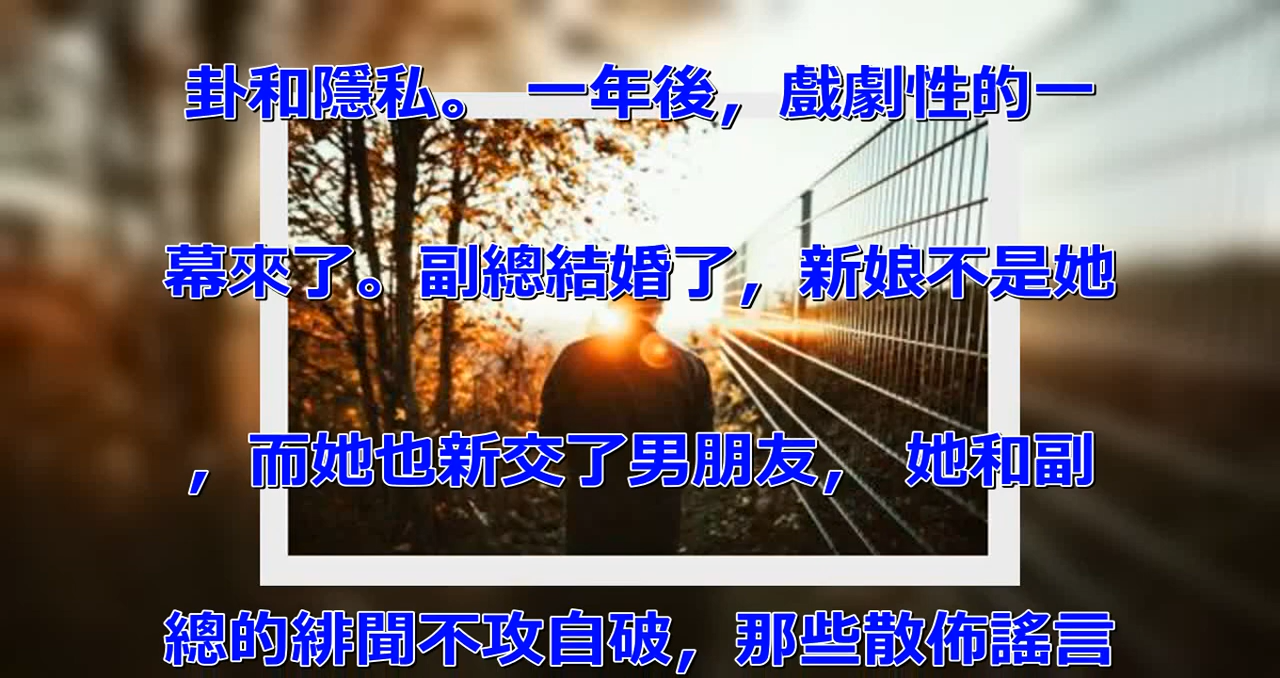 卦和隱私。 一年後，戲劇性的一
幕來了。副總結婚了，新娘不是她
，而她也新交了男朋友， 她和副
總的緋聞不攻自破，那些散佈謠言